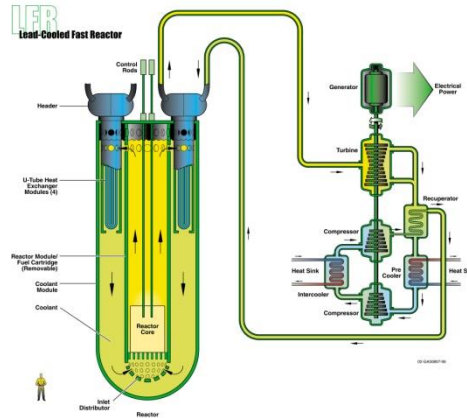 LFR
Lead-Cooled Fast Reactor
Control
Rods
Header
Generator
Electrical
Power
Turbine
U-Tube Heat
Exchanger
Modules (4)
Recuperator
Compressor
Reactor Module/
Fuel Cartridge
(Removable)
Heat Sink
Pre
Cooler
Heat S
Coolant
Module
Intercooler
Compressor
Coolant
Reactor
Core
Inlet
Distributor
Reactor